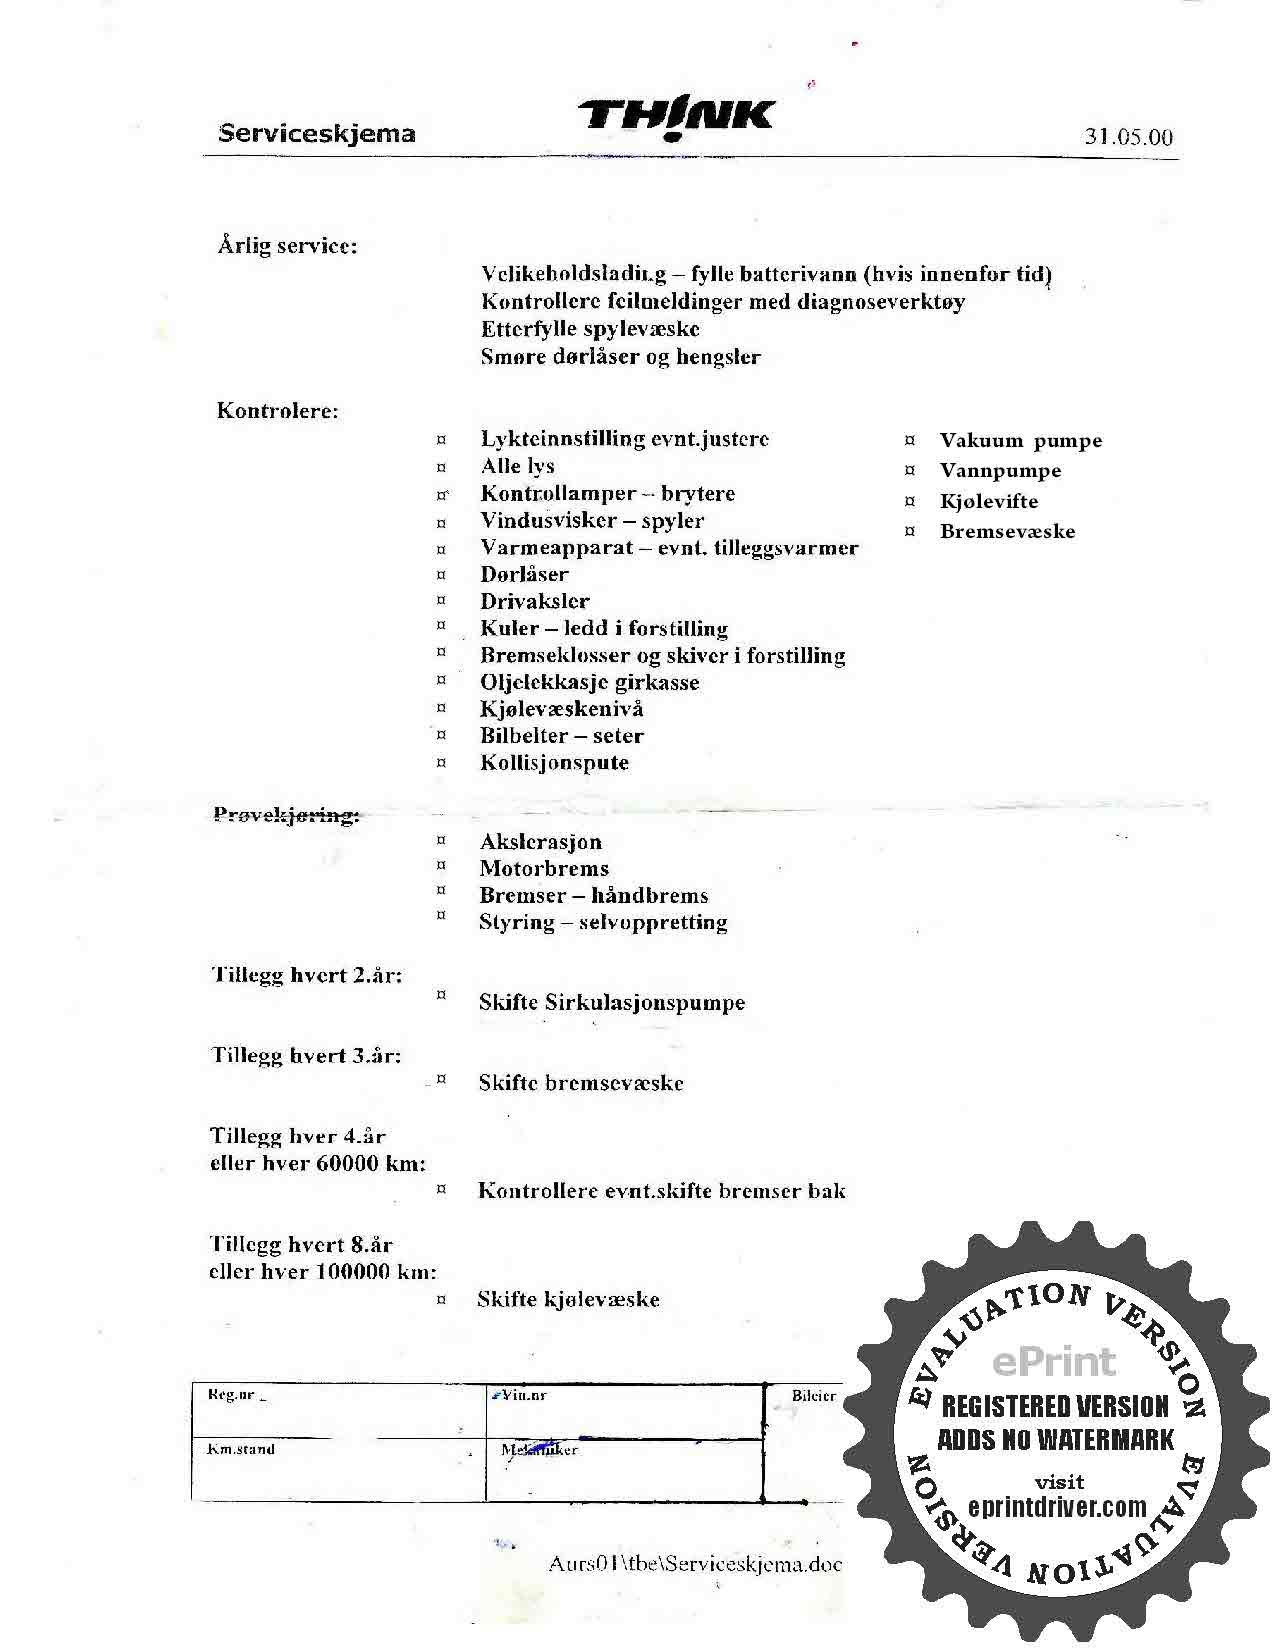 TH!NK
Serviceskjema
31.05.00
Årlig service:
Velikeholdslading – fylle batterivann (hvis innenfor tid)
Kontrollere feilmeldinger med diagnoseverktøy
Etterfylle spylevæske
Smøre dørlåser og hengsler
Kontrolere:
¤ Lykteinnstilling evnt.justere
¤ Alle lys
¤ Kontrollamper – brytere
¤ Vindusvisker – spyler
¤ Varmeapparat – evnt. tilleggsvarmer
¤ Dørlåser
¤ Drivaksler
¤ Kuler – ledd i forstilling
¤ Bremseklosser og skiver i forstilling
¤ Oljelekkasje girkasse
¤ Kjølevæskenivå
¤ Bilbelter – seter
¤ Kollisjonspute
¤ Vakuum pumpe
¤ Vannpumpe
¤ Kjølevifte
¤ Bremsevæske
Prøvekjøring:
¤ Akslerasjon
¤ Motorbrems
¤ Bremser – håndbrems
¤ Styring – selvoppretting
Tillegg hvert 2.år:
¤ Skifte Sirkulasjonspumpe
Tillegg hvert 3.år:
¤ Skifte bremsevæske
Tillegg hver 4.år
eller hver 60000 km:
¤ Kontrollere evnt.skifte bremser bak
Tillegg hvert 8.år
eller hver 100000 km:
¤ Skifte kjølevæske
Reg.nr
Vin.nr
Bileier
Km.stand
Mekaniker
Aurs01\tbe\Serviceskjema.doc
EVALUATION VERSION
ePrint
REGISTERED VERSION
ADDS NO WATERMARK
visit
eprintdriver.com
EVALUATION VERSION